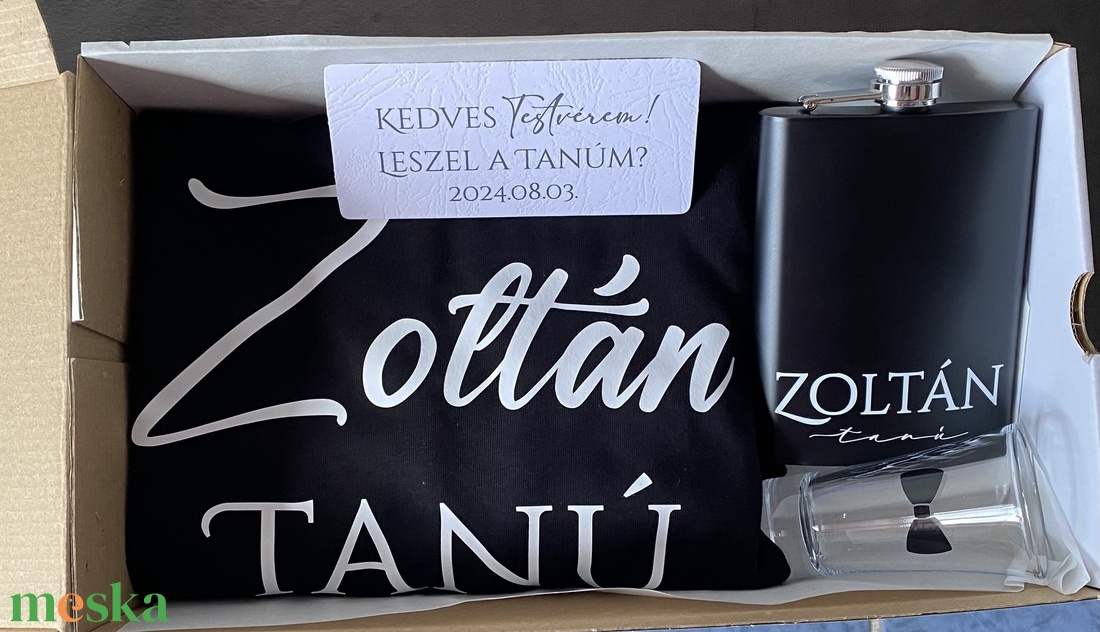 KEDVES Testvérem!
LESZEL A TANÚM?
2024.08.03.
Zoltán
TANÚ
ZOLTÁN
tanú
meska